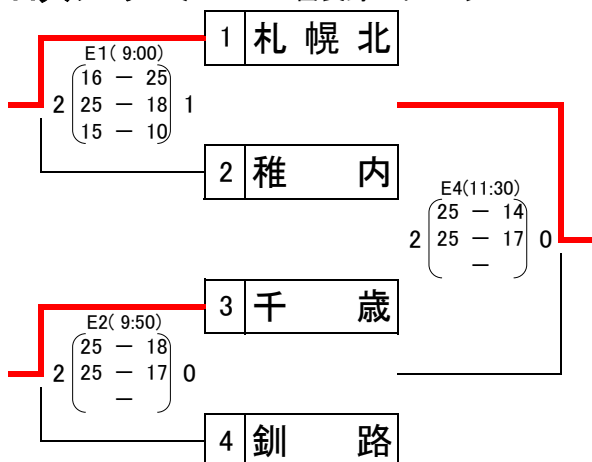 1 札幌北
E1( 9:00)
16 － 25
2 25 － 18 1
15 － 10
2 稚内
E4(11:30)
25 － 14
2 25 － 17 0
－
3 千歳
E2( 9:50)
25 － 18
2 25 － 17 0
－
4 釧路